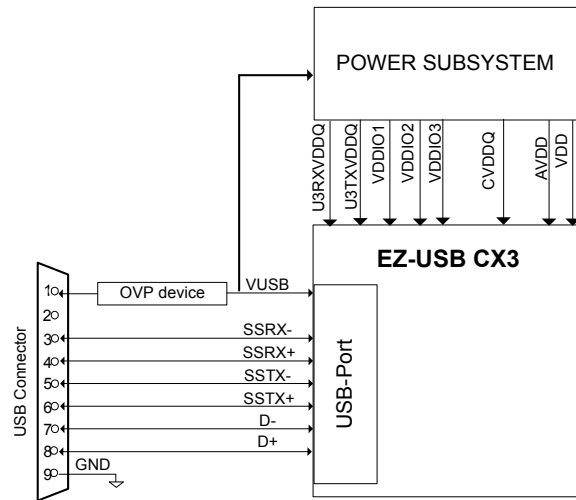 POWER SUBSYSTEM
U3RXVDDQ
U3TXVDDQ
VDDIO1
VDDIO2
VDDIO3
CVDDQ
AVDD
VDD
EZ-USB CX3
USB Connector
1
OVP device
VUSB
2
3
SSRX-
4
SSRX+
5
SSTX-
6
SSTX+
7
D-
8
D+
9
GND
USB-Port